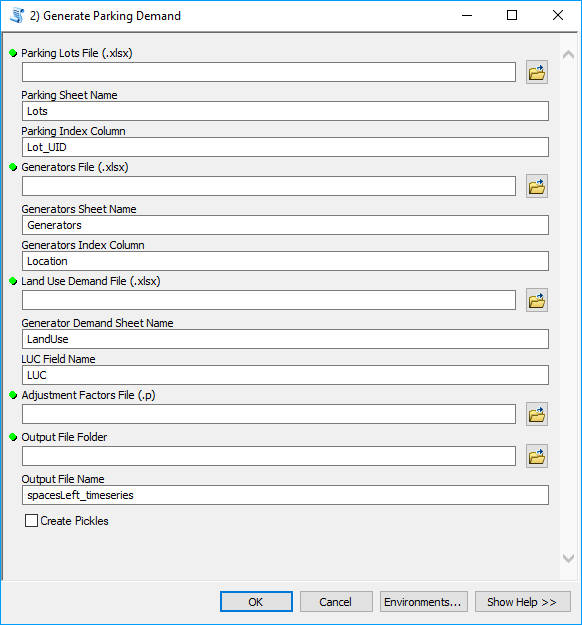 2) Generate Parking Demand
Parking Lots File (.xlsx)
Parking Sheet Name
Lots
Parking Index Column
Lot_UID
Generators File (.xlsx)
Generators Sheet Name
Generators
Generators Index Column
Location
Land Use Demand File (.xlsx)
Generator Demand Sheet Name
LandUse
LUC Field Name
LUC
Adjustment Factors File (.p)
Output File Folder
Output File Name
spacesLeft_timeseries
Create Pickles
OK Cancel Environments... Show Help >>